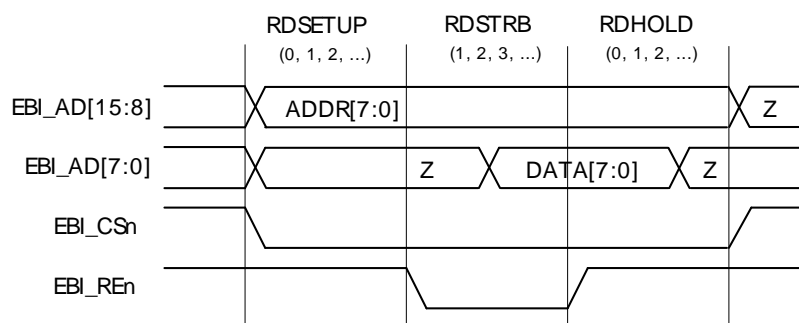 RDSETUP RDSTRB RDHOLD
(0, 1, 2, ...) (1, 2, 3, ...) (0, 1, 2, ...)
EBI_AD[15:8] ADDR[7:0] Z
EBI_AD[7:0] Z DATA[7:0] Z
EBI_CSn
EBI_REn